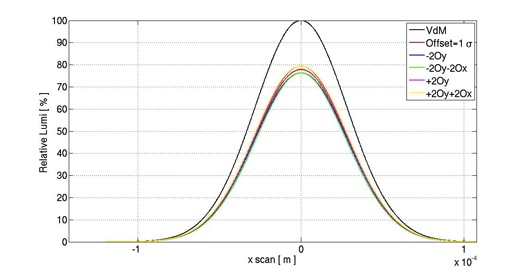 100
90
80
70
60
50
40
30
20
10
0
Relative Lumi [ % ]
-1
0
1
x 10⁻⁴
x scan [ m ]
VdM
Offset=1 σ
-2Oy
-2Oy-2Ox
+2Oy
+2Oy+2Ox